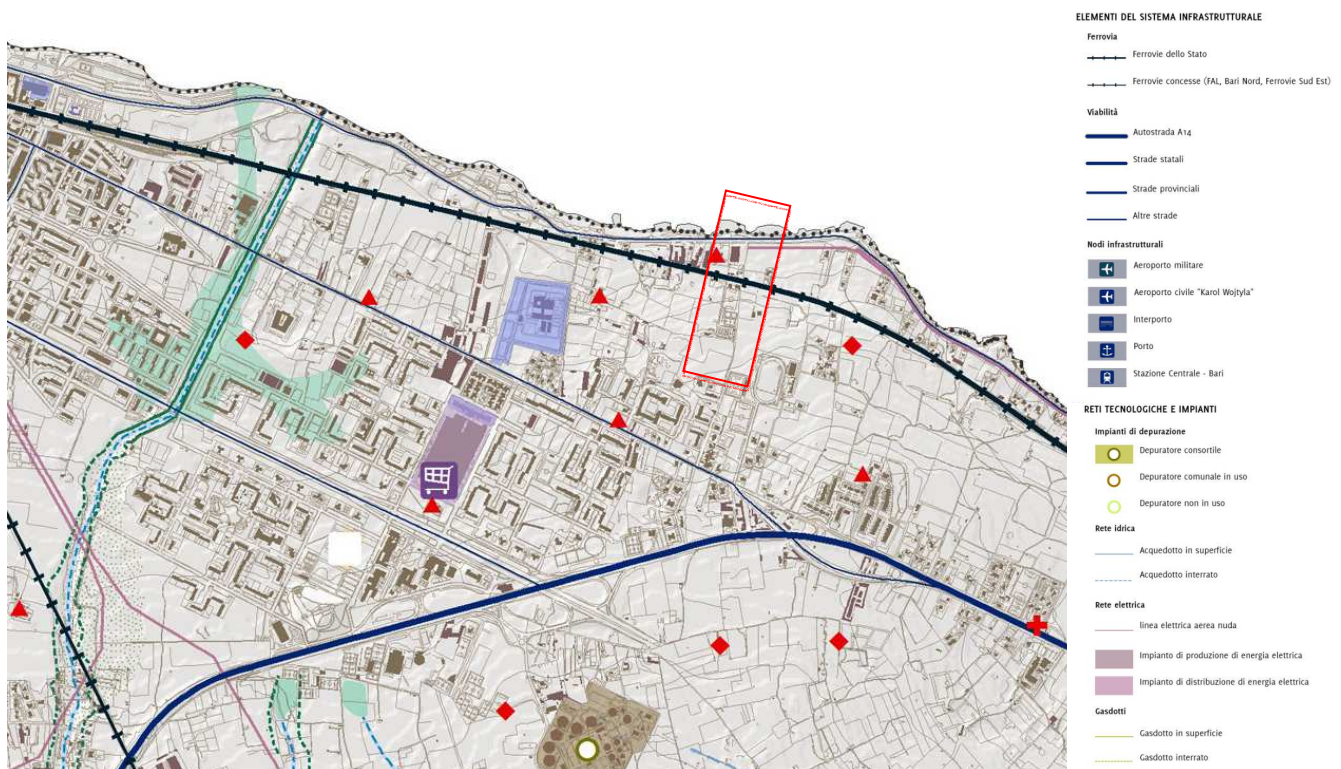 ELEMENTI DEL SISTEMA INFRASTRUTTURALE
Ferrovia
Ferrovie dello Stato
Ferrovie concesse (FAL, Bari Nord, Ferrovie Sud Est)
Viabilità
Autostrada A14
Strade statali
Strade provinciali
Altre strade
Nodi infrastrutturali
Aeroporto militare
Aeroporto civile "Karol Wojtyla"
Interporto
Porto
Stazione Centrale - Bari
RETI TECNOLOGICHE E IMPIANTI
Impianti di depurazione
Depuratore consortile
Depuratore comunale in uso
Depuratore non in uso
Rete idrica
Acquedotto in superficie
Acquedotto interrato
Rete elettrica
linea elettrica aerea nuda
Impianto di produzione di energia elettrica
Impianto di distribuzione di energia elettrica
Gasdotti
Gasdotto in superficie
Gasdotto interrato